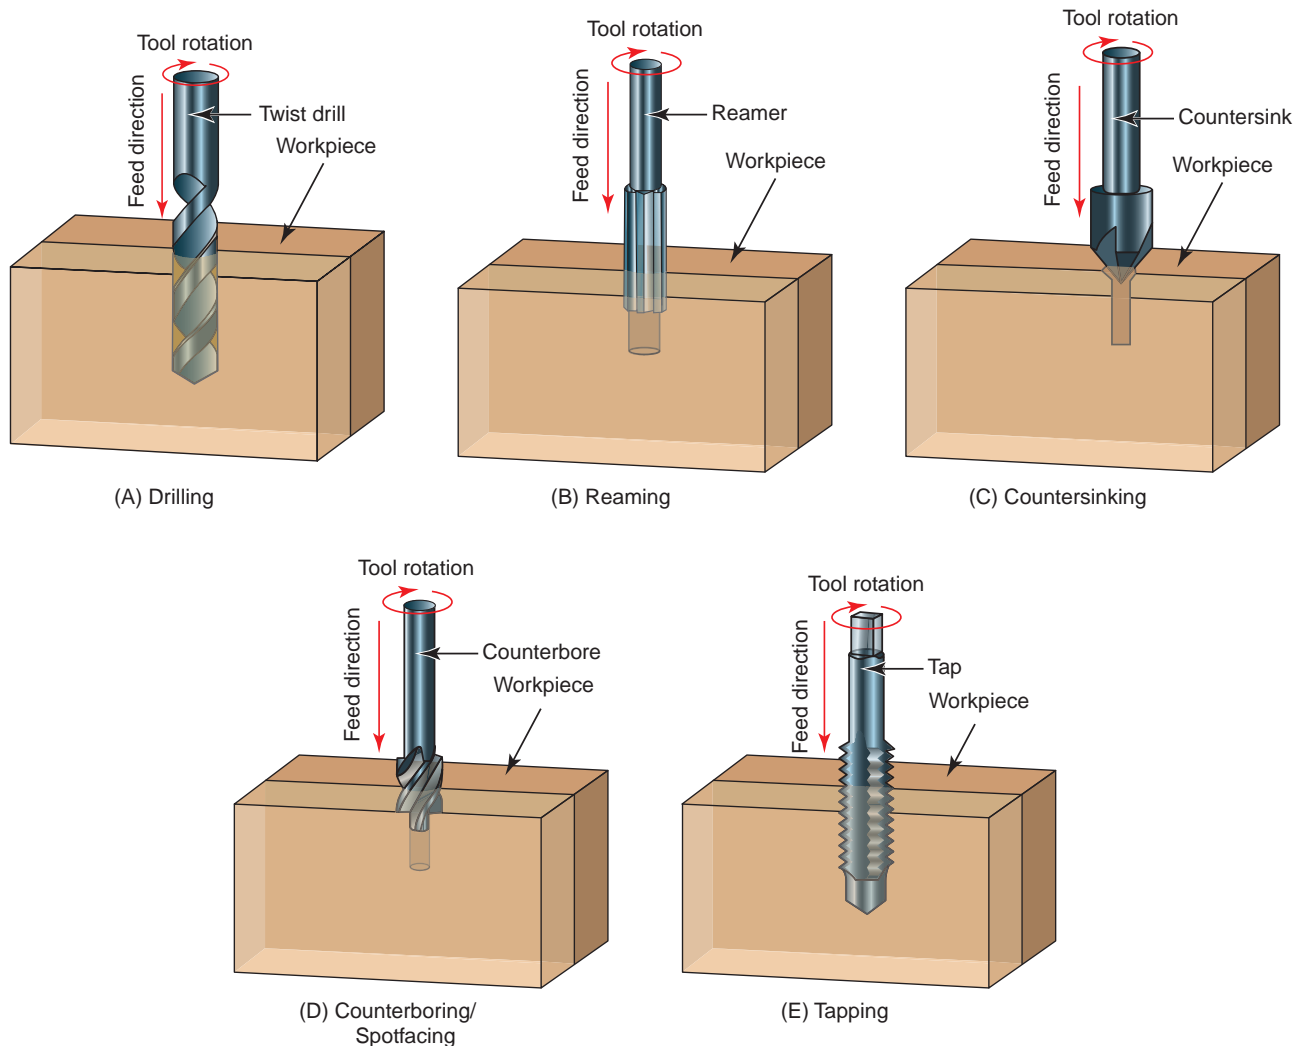 Tool rotation
Feed direction
Twist drill
Workpiece
(A) Drilling
Tool rotation
Feed direction
Reamer
Workpiece
(B) Reaming
Tool rotation
Feed direction
Countersink
Workpiece
(C) Countersinking
Tool rotation
Feed direction
Counterbore
Workpiece
(D) Counterboring/
Spotfacing
Tool rotation
Feed direction
Tap
Workpiece
(E) Tapping